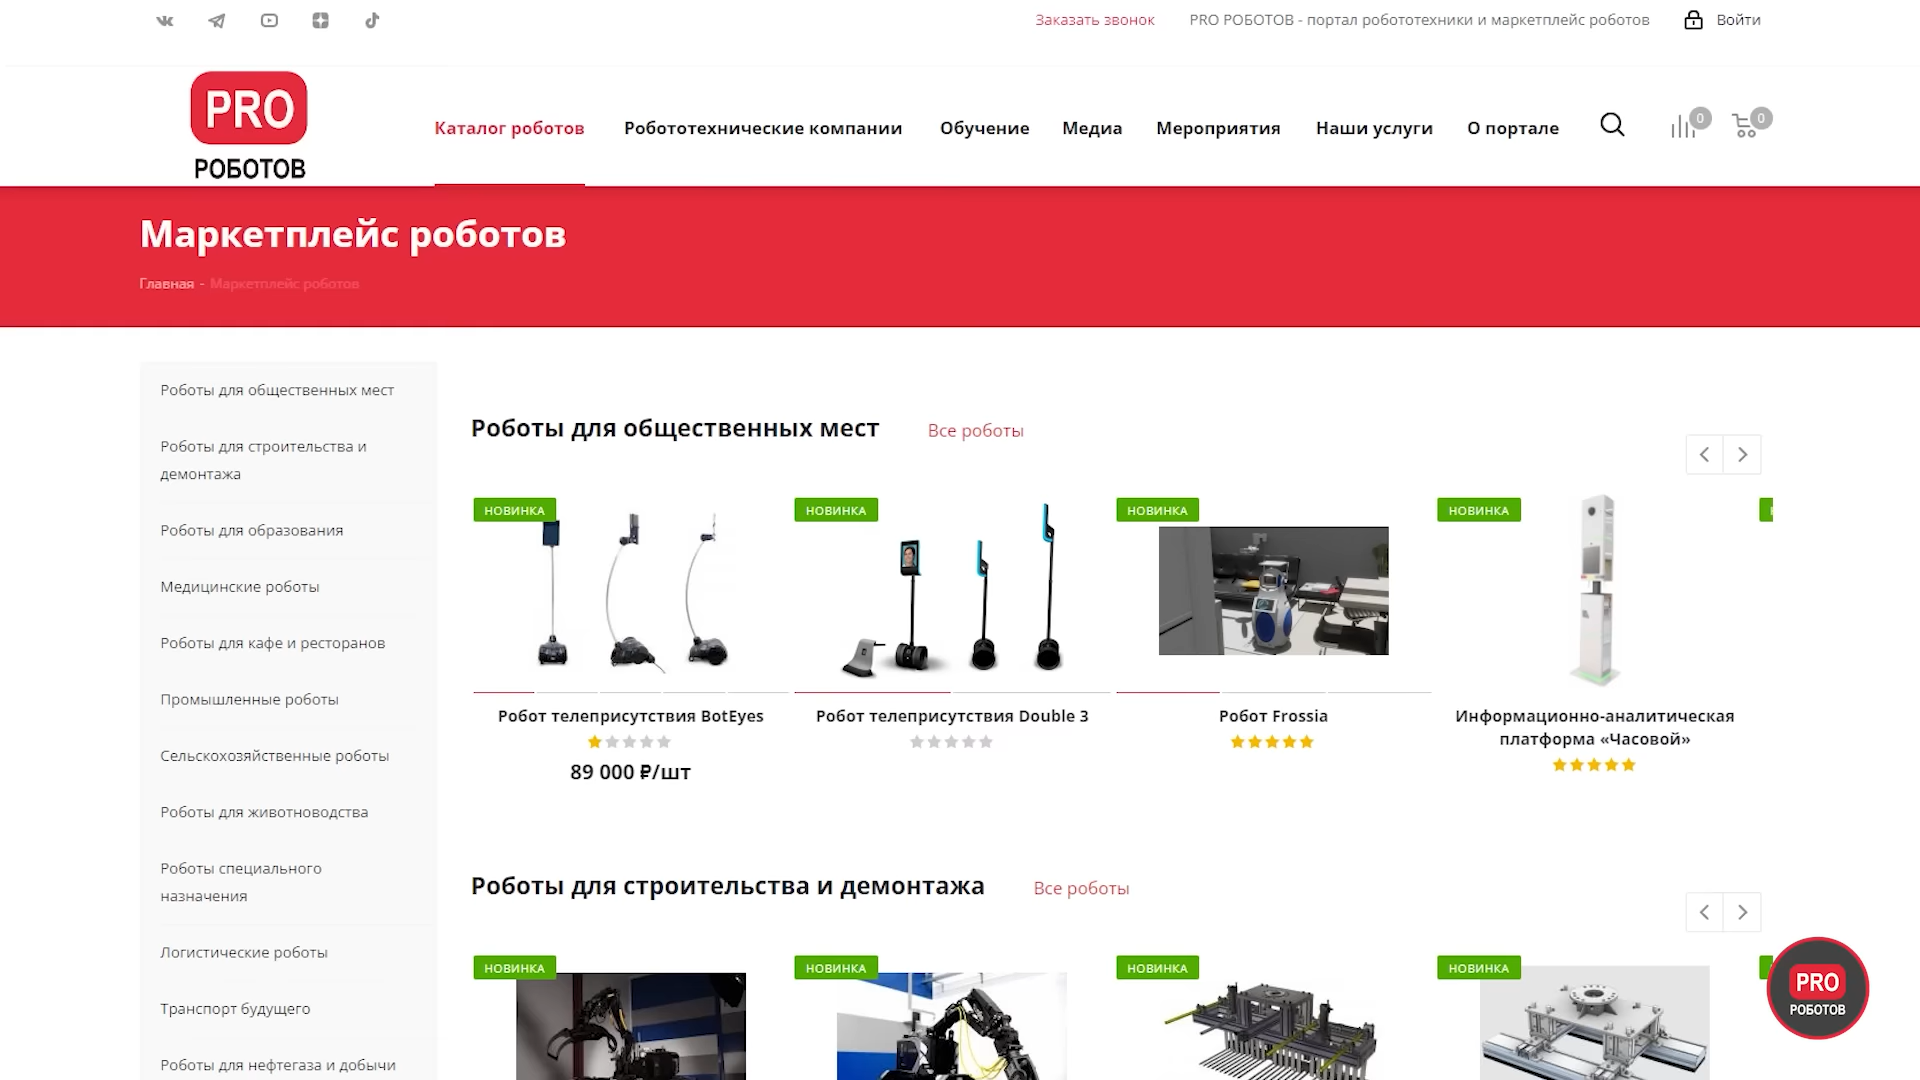 Заказать звонок
PRO РОБОТОВ - портал робототехники и маркетплейс роботов
Войти
PRO
РОБОТОВ
Каталог роботов
Робототехнические компании
Обучение
Медиа
Мероприятия
Наши услуги
О портале
0
0
Маркетплейс роботов
Главная - Маркетплейс роботов
Роботы для общественных мест
Роботы для строительства и
демонтажа
Роботы для образования
Медицинские роботы
Роботы для кафе и ресторанов
Промышленные роботы
Сельскохозяйственные роботы
Роботы для животноводства
Роботы специального
назначения
Логистические роботы
Транспорт будущего
Роботы для нефтегаза и добычи
Роботы для общественных мест
Все роботы
НОВИНКА
НОВИНКА
НОВИНКА
НОВИНКА
Робот телеприсутствия BotEyes
89 000 ₽/шт
Робот телеприсутствия Double 3
Робот Frossia
Информационно-аналитическая
платформа «Часовой»
Роботы для строительства и демонтажа
Все роботы
НОВИНКА
НОВИНКА
НОВИНКА
НОВИНКА
PRO
РОБОТОВ